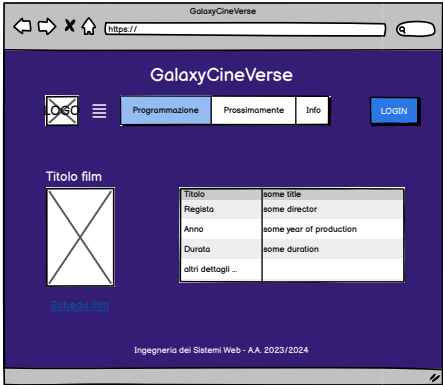 GalaxyCineVerse
https://
GalaxyCineVerse
LOGO
Programmazione
Prossimamente
Info
LOGIN
Titolo film
Titolo some title
Regista some director
Anno some year of production
Durata some duration
altri dettagli ...
Scheda film
Ingegneria dei Sistemi Web - A.A. 2023/2024